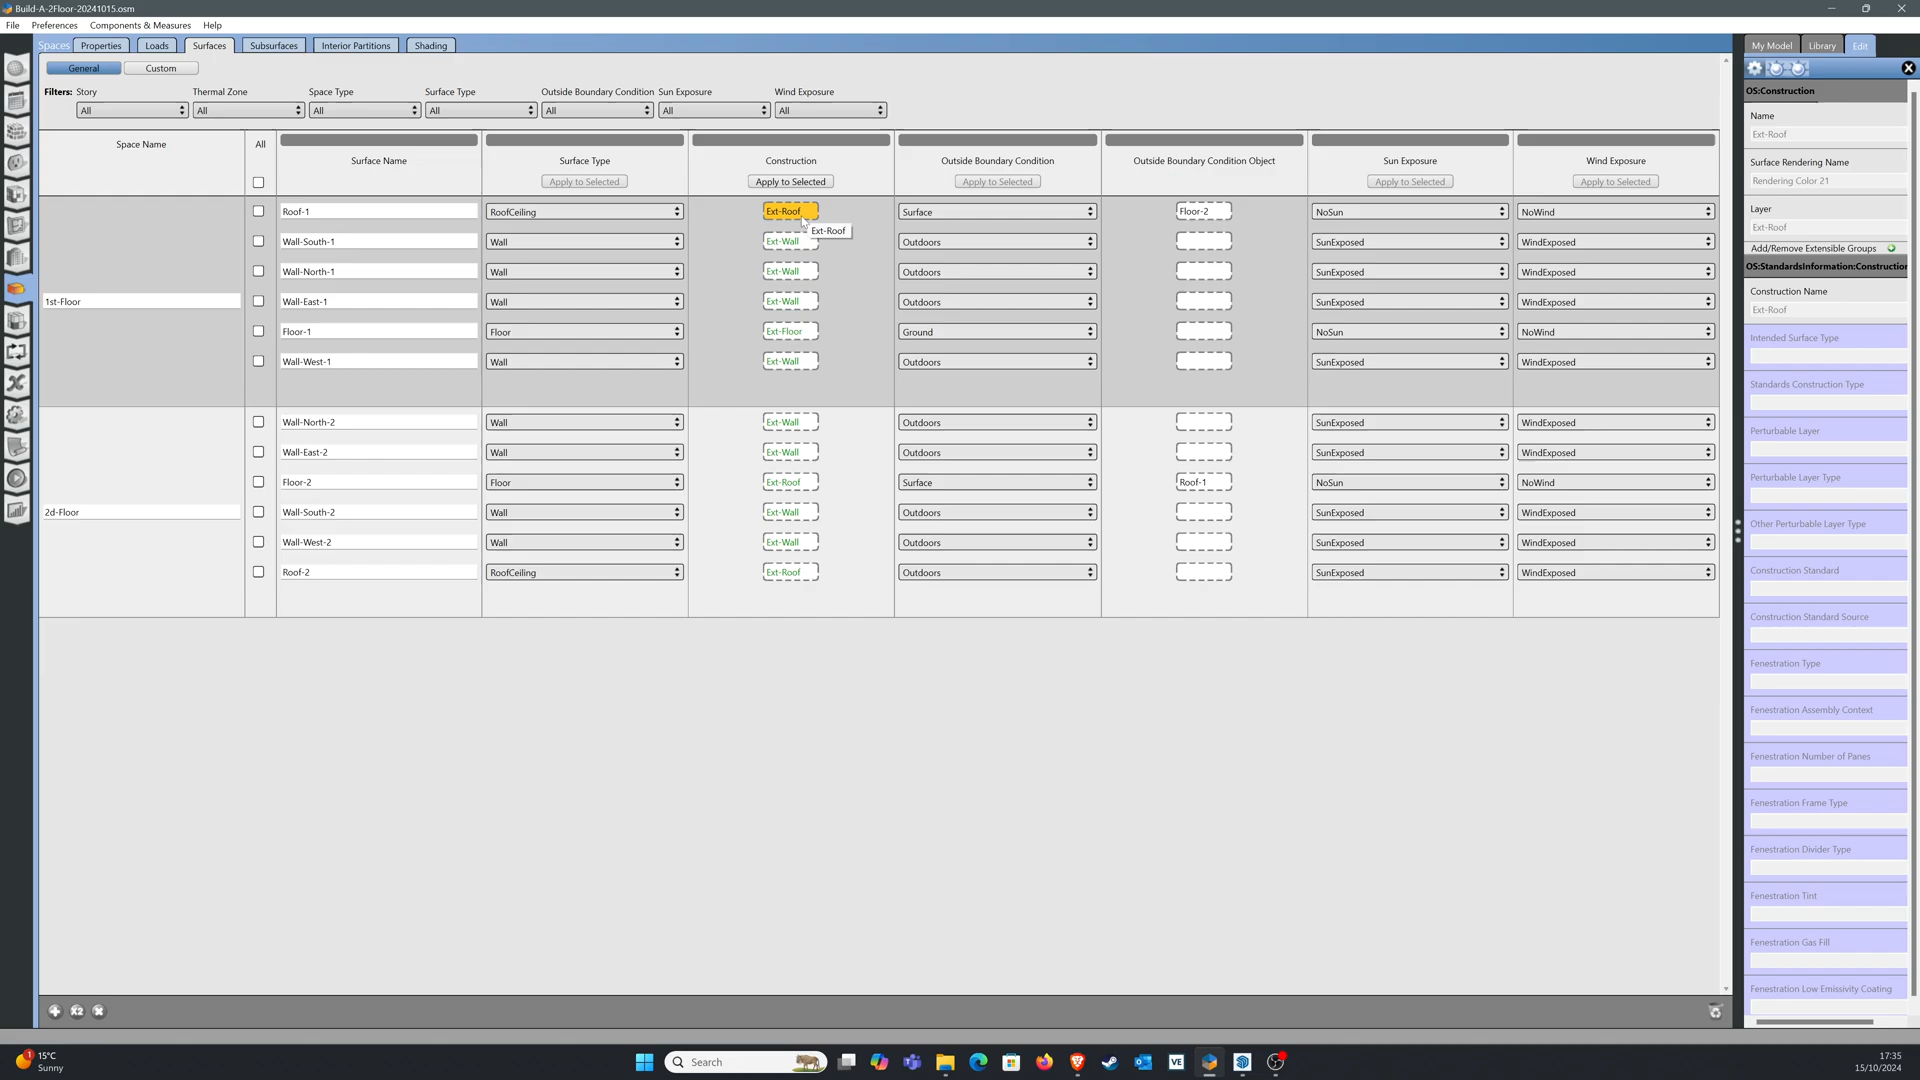 Build-A-2Floor-20241015.osm
File Preferences Components & Measures Help
Spaces Properties Loads Surfaces Subsurfaces Interior Partitions Shading
My Model Library Edit
General Custom
Filters: Story Thermal Zone Space Type Surface Type Outside Boundary Condition Sun Exposure Wind Exposure
All All All All All All All
Space Name All Surface Name Surface Type Construction Outside Boundary Condition Outside Boundary Condition Object Sun Exposure Wind Exposure
Apply to Selected Apply to Selected Apply to Selected Apply to Selected Apply to Selected
Roof-1 RoofCeiling Ext-Roof Surface Floor-2 NoSun NoWind
Ext-Roof
Wall-South-1 Wall Ext-Wall Outdoors SunExposed WindExposed
Wall-North-1 Wall Ext-Wall Outdoors SunExposed WindExposed
1st-Floor Wall-East-1 Wall Ext-Wall Outdoors SunExposed WindExposed
Floor-1 Floor Ext-Floor Ground NoSun NoWind
Wall-West-1 Wall Ext-Wall Outdoors SunExposed WindExposed
Wall-North-2 Wall Ext-Wall Outdoors SunExposed WindExposed
Wall-East-2 Wall Ext-Wall Outdoors SunExposed WindExposed
Floor-2 Floor Ext-Roof Surface Roof-1 NoSun NoWind
2d-Floor Wall-South-2 Wall Ext-Wall Outdoors SunExposed WindExposed
Wall-West-2 Wall Ext-Wall Outdoors SunExposed WindExposed
Roof-2 RoofCeiling Ext-Roof Outdoors SunExposed WindExposed
OS:Construction
Name
Ext-Roof
Surface Rendering Name
Rendering Color 21
Layer
Ext-Roof
Add/Remove Extensible Groups
OS:StandardsInformation:Construction
Construction Name
Ext-Roof
Intended Surface Type
Standards Construction Type
Perturbable Layer
Perturbable Layer Type
Other Perturbable Layer Type
Construction Standard
Construction Standard Source
Fenestration Type
Fenestration Assembly Context
Fenestration Number of Panes
Fenestration Frame Type
Fenestration Divider Type
Fenestration Tint
Fenestration Gas Fill
Fenestration Low Emissivity Coating
X2
1 15°C
Sunny
Search
VE
17:35
15/10/2024